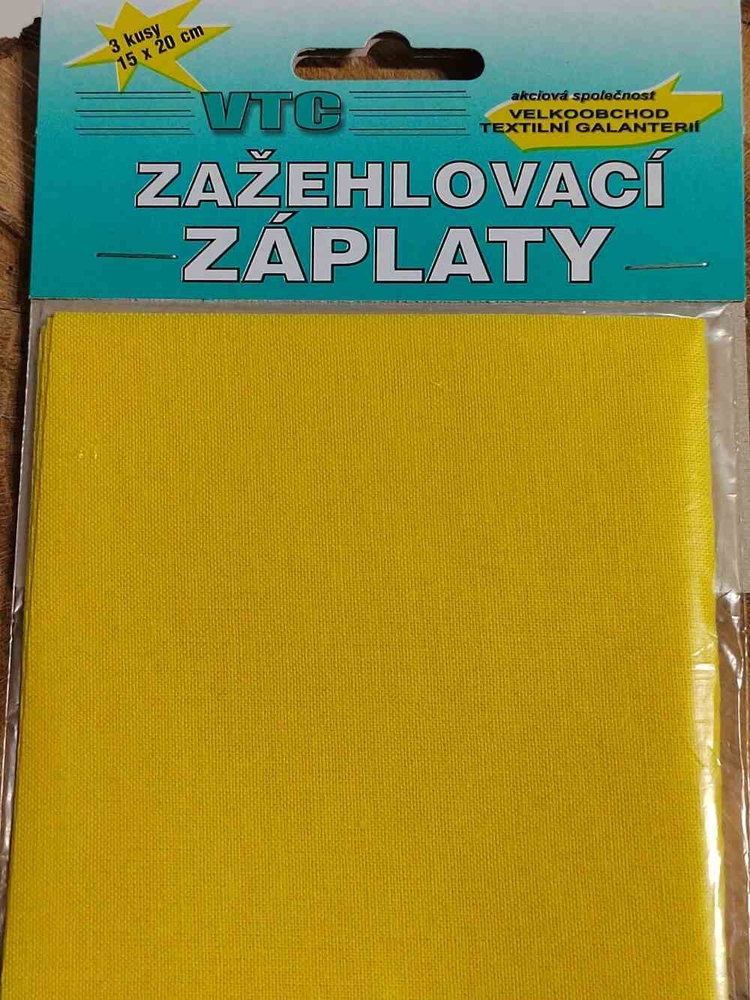 3 kusy
15 x 20 cm
VTC
akciová společnost
VELKOOBCHOD
TEXTILNÍ GALANTERIÍ
ZAŽEHLOVACÍ
ZÁPLATY